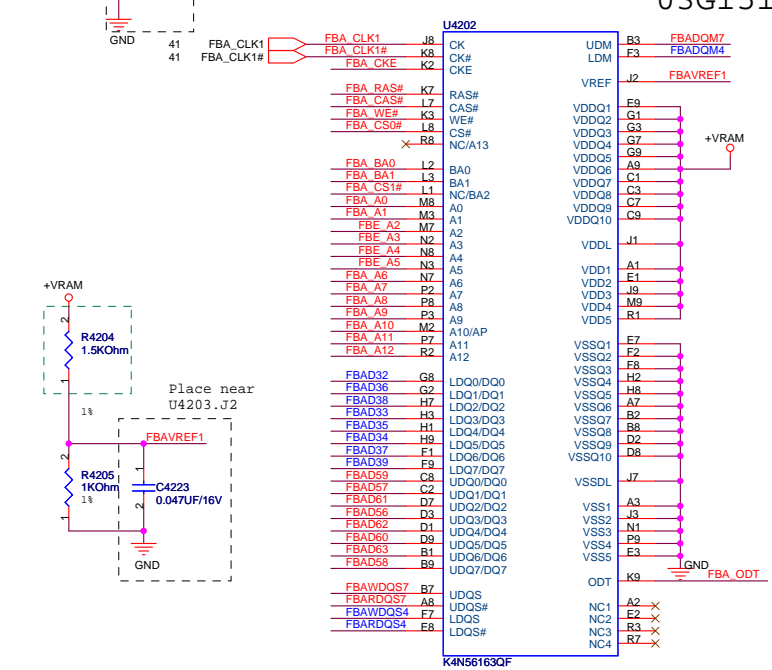 GND
41 FBA_CLK1
41 FBA_CLK1#
U4202
FBA_CLK1 J8 CK
FBA_CLK1# K8 CK#
FBA_CKE K2 CKE
FBA_RAS# K7 RAS#
FBA_CAS# L7 CAS#
FBA_WE# K3 WE#
FBA_CS0# L8 CS#
R8 NC/A13
FBA_BA0 L2 BA0
FBA_BA1 L3 BA1
FBA_CS1# L1 NC/BA2
FBA_A0 M8 A0
FBA_A1 M3 A1
FBE_A2 M7 A2
FBE_A3 N2 A3
FBE_A4 N8 A4
FBE_A5 N3 A5
FBA_A6 N7 A6
FBA_A7 P2 A7
FBA_A8 P8 A8
FBA_A9 P3 A9
FBA_A10 M2 A10/AP
FBA_A11 P7 A11
FBA_A12 R2 A12
FBAD32 G8 LDQ0/DQ0
FBAD36 G2 LDQ1/DQ1
FBAD38 H7 LDQ2/DQ2
FBAD33 H3 LDQ3/DQ3
FBAD35 H1 LDQ4/DQ4
FBAD34 H9 LDQ5/DQ5
FBAD37 F1 LDQ6/DQ6
FBAD39 F9 LDQ7/DQ7
FBAD59 C8 UDQ0/DQ0
FBAD57 C2 UDQ1/DQ1
FBAD61 D7 UDQ2/DQ2
FBAD56 D3 UDQ3/DQ3
FBAD62 D1 UDQ4/DQ4
FBAD60 D9 UDQ5/DQ5
FBAD63 B1 UDQ6/DQ6
FBAD58 B9 UDQ7/DQ7
FBAWDQS7 B7 UDQS
FBARDQS7 A8 UDQS#
FBAWDQS4 F7 LDQS
FBARDQS4 E8 LDQS#
K4N56163QF
UDM B3 FBADQM7
LDM F3 FBADQM4
VREF J2 FBAVREF1
VDDQ1 E9
VDDQ2 G1
VDDQ3 G3
VDDQ4 G7
VDDQ5 G9
VDDQ6 A9
VDDQ7 C1
VDDQ8 C3
VDDQ9 C7
VDDQ10 C9
+VRAM
VDDL J1
VDD1 A1
VDD2 E1
VDD3 J9
VDD4 M9
VDD5 R1
VSSQ1 E7
VSSQ2 F2
VSSQ3 F8
VSSQ4 H2
VSSQ5 H8
VSSQ6 A7
VSSQ7 B2
VSSQ8 B8
VSSQ9 D2
VSSQ10 D8
VSSDL J7
VSS1 A3
VSS2 J3
VSS3 N1
VSS4 P9
VSS5 E3
GND
ODT K9 FBA_ODT
NC1 A2
NC2 E2
NC3 R3
NC4 R7
+VRAM
2
R4204
1.5KOhm
1
1%
Place near
U4203.J2
FBAVREF1
2
R4205
1KOhm
1%
1
1
C4223
0.047UF/16V
2
GND